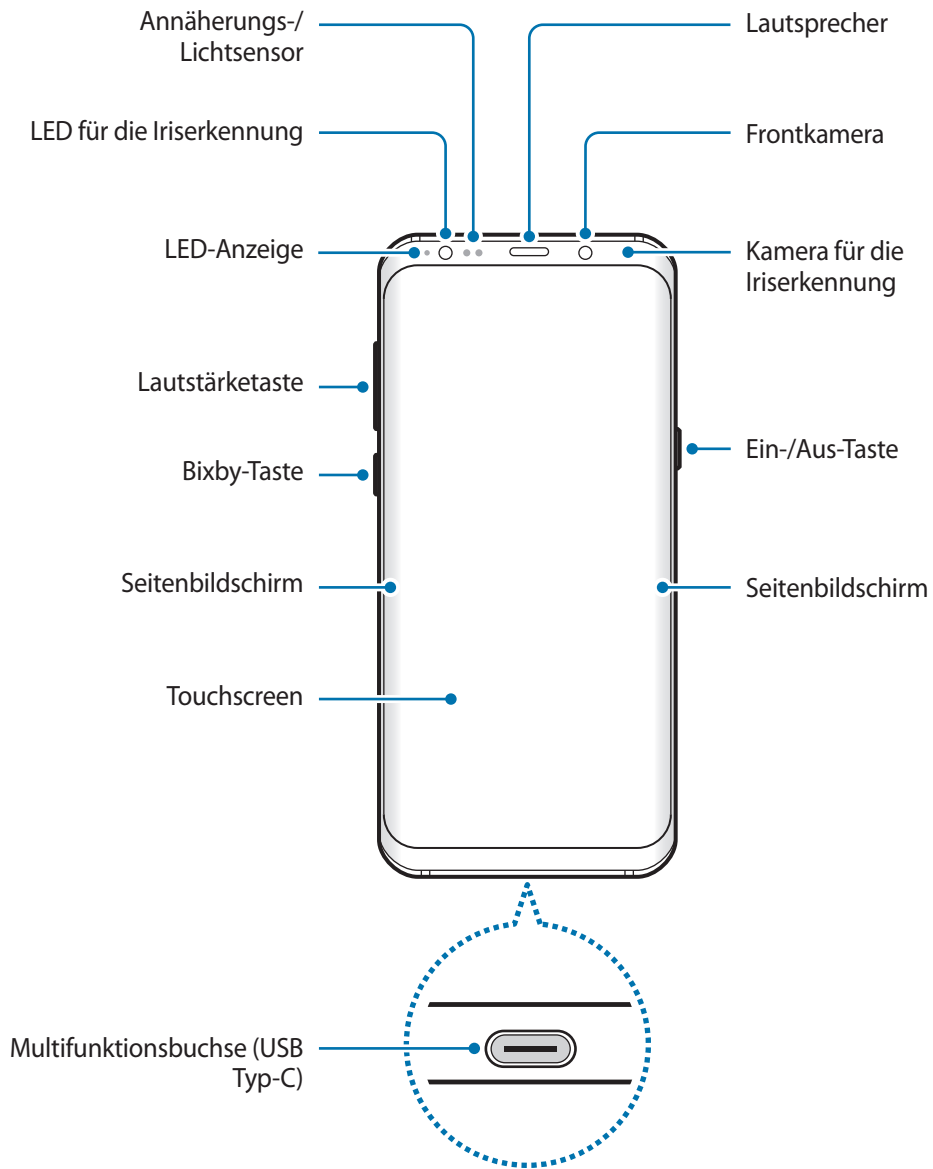 Annäherungs-/
Lichtsensor
Lautsprecher
LED für die Iriserkennung
Frontkamera
LED-Anzeige
Kamera für die
Iriserkennung
Lautstärketaste
Ein-/Aus-Taste
Bixby-Taste
Seitenbildschirm
Seitenbildschirm
Touchscreen
Multifunktionsbuchse (USB
Typ-C)